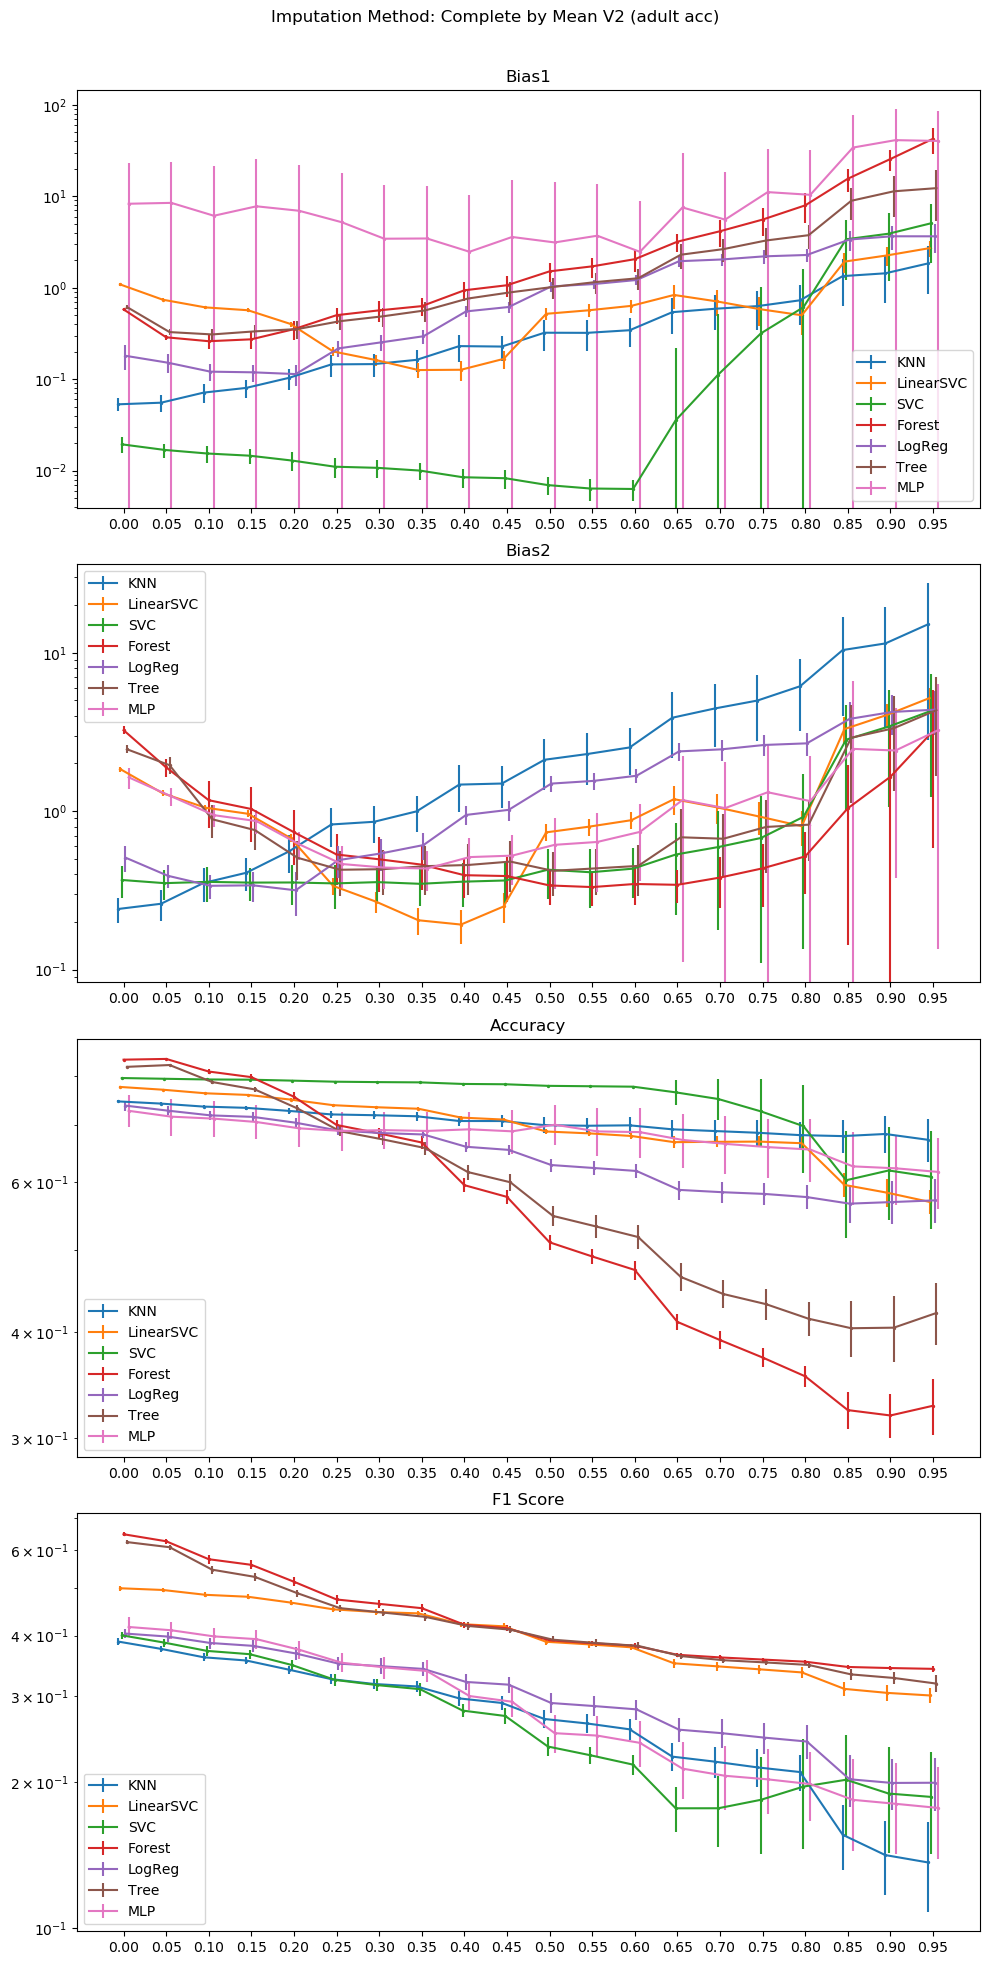 Imputation Method: Complete by Mean V2 (adult acc)
Bias1
10²
10¹
10⁰
10⁻¹
10⁻²
KNN
LinearSVC
SVC
Forest
LogReg
Tree
MLP
0.00 0.05 0.10 0.15 0.20 0.25 0.30 0.35 0.40 0.45 0.50 0.55 0.60 0.65 0.70 0.75 0.80 0.85 0.90 0.95
Bias2
KNN
LinearSVC
SVC
Forest
LogReg
Tree
MLP
10¹
10⁰
10⁻¹
0.00 0.05 0.10 0.15 0.20 0.25 0.30 0.35 0.40 0.45 0.50 0.55 0.60 0.65 0.70 0.75 0.80 0.85 0.90 0.95
Accuracy
6 × 10⁻¹
4 × 10⁻¹
3 × 10⁻¹
KNN
LinearSVC
SVC
Forest
LogReg
Tree
MLP
0.00 0.05 0.10 0.15 0.20 0.25 0.30 0.35 0.40 0.45 0.50 0.55 0.60 0.65 0.70 0.75 0.80 0.85 0.90 0.95
F1 Score
6 × 10⁻¹
4 × 10⁻¹
3 × 10⁻¹
2 × 10⁻¹
10⁻¹
KNN
LinearSVC
SVC
Forest
LogReg
Tree
MLP
0.00 0.05 0.10 0.15 0.20 0.25 0.30 0.35 0.40 0.45 0.50 0.55 0.60 0.65 0.70 0.75 0.80 0.85 0.90 0.95